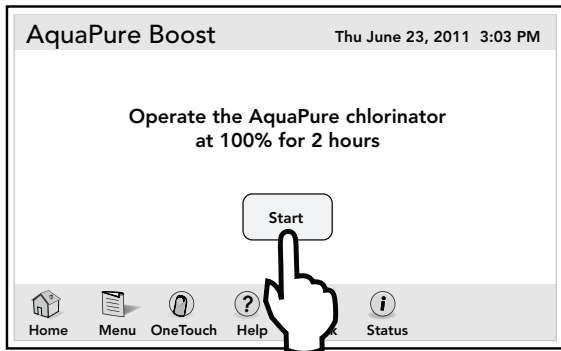 AquaPure Boost
Thu June 23, 2011 3:03 PM
Operate the AquaPure chlorinator
at 100% for 2 hours
Start
Home Menu OneTouch Help Status